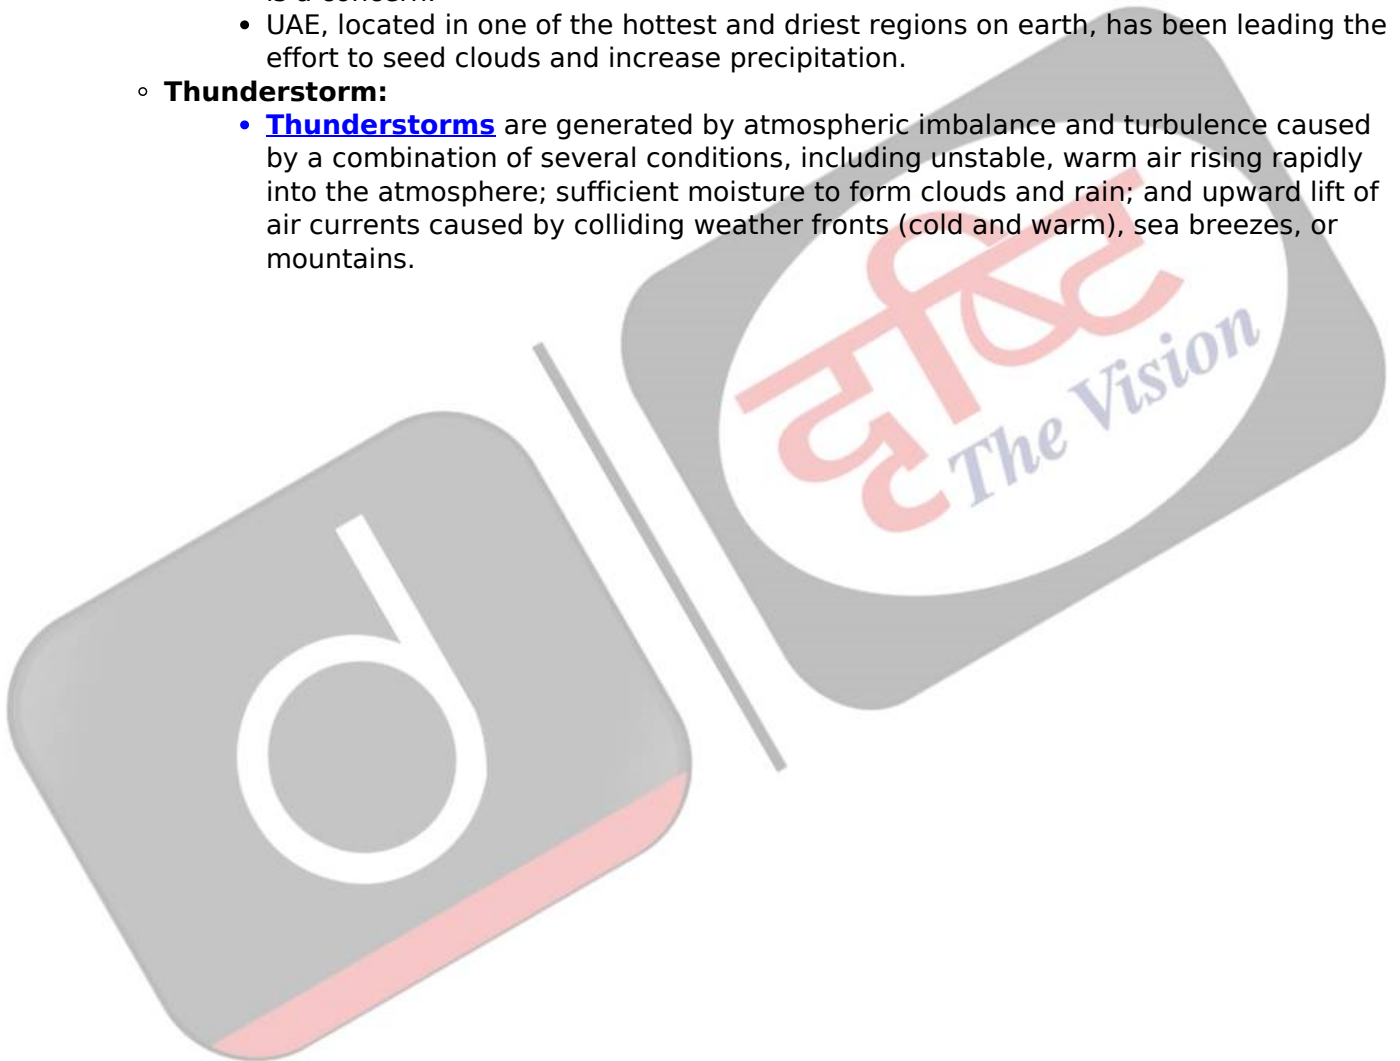 • UAE, located in one of the hottest and driest regions on earth, has been leading the
effort to seed clouds and increase precipitation.
◦ Thunderstorm:
• Thunderstorms are generated by atmospheric imbalance and turbulence caused
by a combination of several conditions, including unstable, warm air rising rapidly
into the atmosphere; sufficient moisture to form clouds and rain; and upward lift of
air currents caused by colliding weather fronts (cold and warm), sea breezes, or
mountains.
दृष्टि
The Vision
d